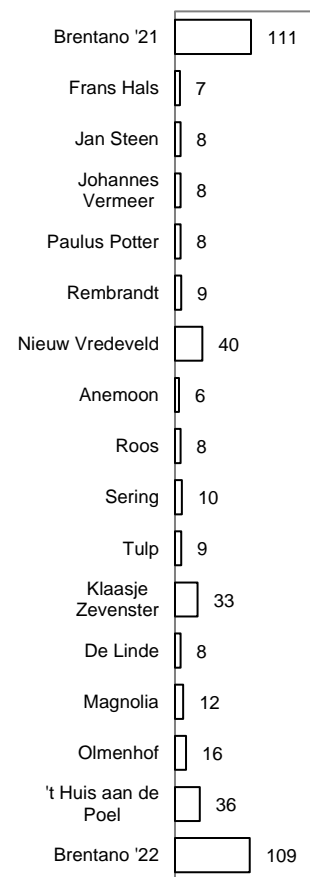 Brentano '21 111
Frans Hals 7
Jan Steen 8
Johannes
Vermeer 8
Paulus Potter 8
Rembrandt 9
Nieuw Vredeveld 40
Anemoon 6
Roos 8
Sering 10
Tulp 9
Klaasje
Zevenster 33
De Linde 8
Magnolia 12
Olmenhof 16
't Huis aan de
Poel 36
Brentano '22 109